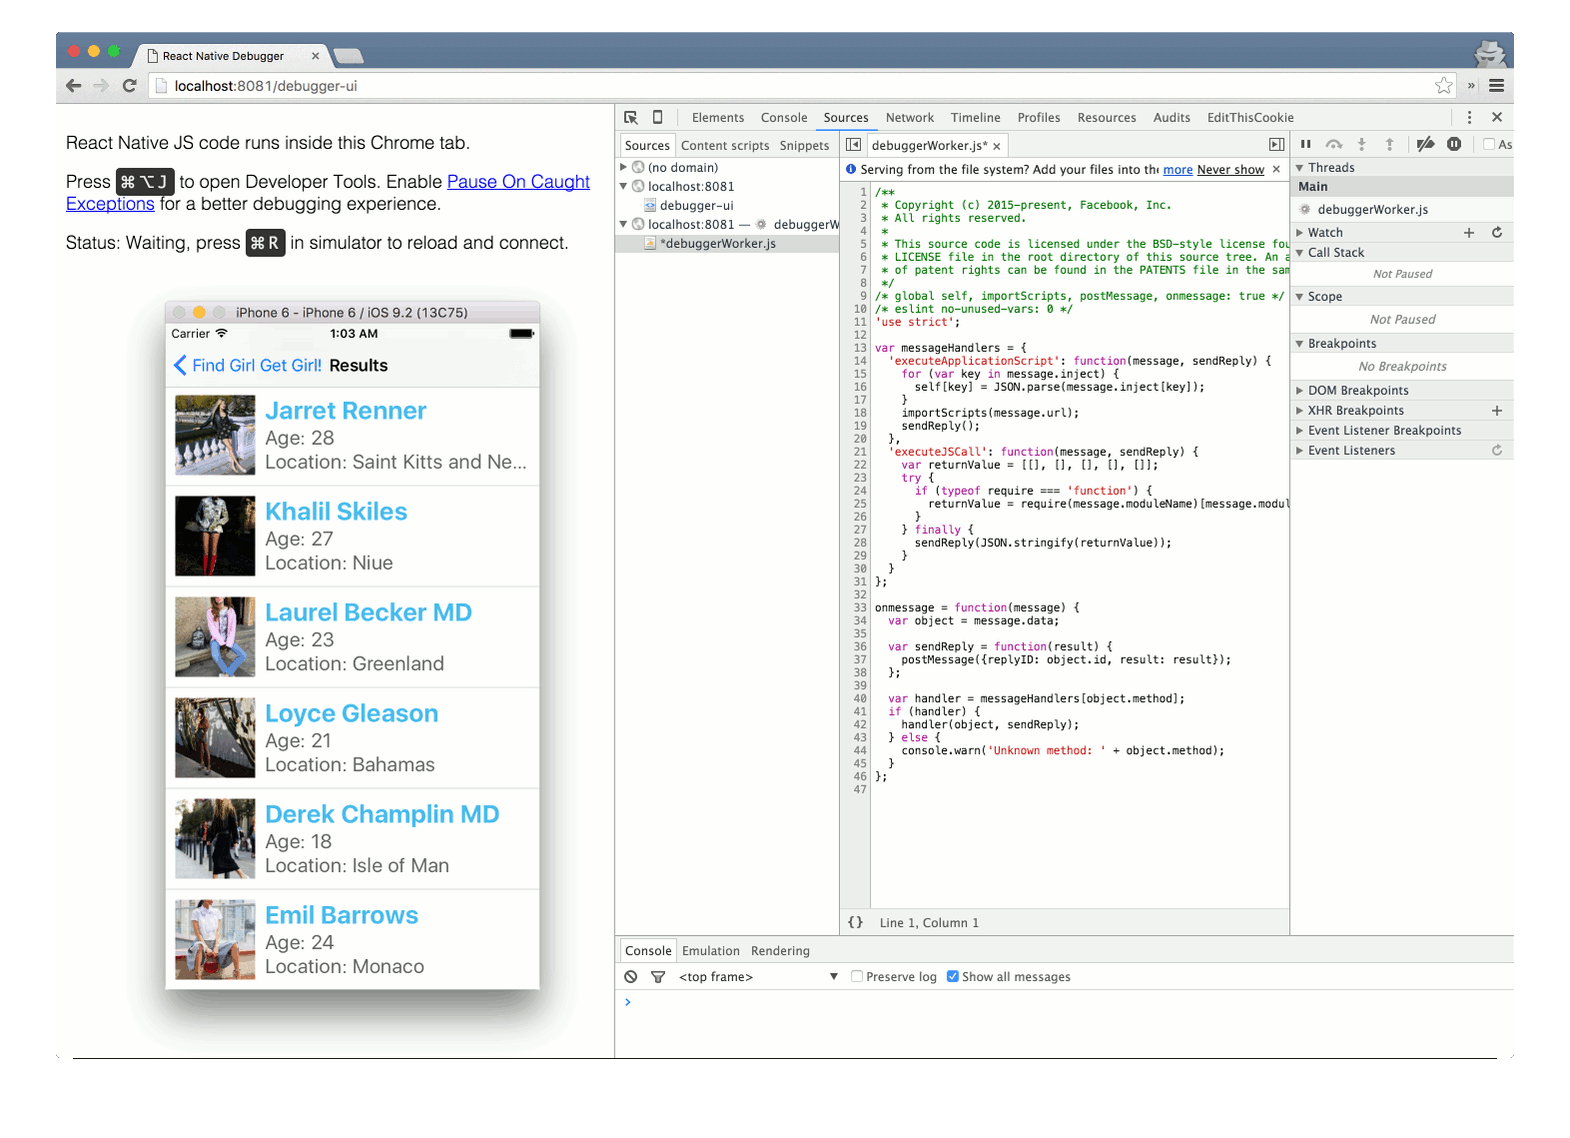 React Native Debugger ×
localhost:8081/debugger-ui
»
React Native JS code runs inside this Chrome tab.
Press ⌘⌥J to open Developer Tools. Enable Pause On Caught
Exceptions for a better debugging experience.
Status: Waiting, press ⌘R in simulator to reload and connect.
iPhone 6 - iPhone 6 / iOS 9.2 (13C75)
Carrier 1:03 AM
Find Girl Get Girl! Results
Jarret Renner
Age: 28
Location: Saint Kitts and Ne...
Khalil Skiles
Age: 27
Location: Niue
Laurel Becker MD
Age: 23
Location: Greenland
Loyce Gleason
Age: 21
Location: Bahamas
Derek Champlin MD
Age: 18
Location: Isle of Man
Emil Barrows
Age: 24
Location: Monaco
Elements Console Sources Network Timeline Profiles Resources Audits EditThisCookie
Sources Content scripts Snippets
(no domain)
localhost:8081
debugger-ui
localhost:8081 — debuggerW
*debuggerWorker.js
debuggerWorker.js* ×
Serving from the file system? Add your files into the more Never show ×
1 /**
2 * Copyright (c) 2015-present, Facebook, Inc.
3 * All rights reserved.
4 *
5 * This source code is licensed under the BSD-style license fou
6 * LICENSE file in the root directory of this source tree. An a
7 * of patent rights can be found in the PATENTS file in the sam
8 */
9 /* global self, importScripts, postMessage, onmessage: true */
10 /* eslint no-unused-vars: 0 */
11 'use strict';
12
13 var messageHandlers = {
14 'executeApplicationScript': function(message, sendReply) {
15 for (var key in message.inject) {
16 self[key] = JSON.parse(message.inject[key]);
17 }
18 importScripts(message.url);
19 sendReply();
20 },
21 'executeJSCall': function(message, sendReply) {
22 var returnValue = [[], [], [], [], []];
23 try {
24 if (typeof require === 'function') {
25 returnValue = require(message.moduleName)[message.modul
26 }
27 } finally {
28 sendReply(JSON.stringify(returnValue));
29 }
30 }
31 };
32
33 onmessage = function(message) {
34 var object = message.data;
35
36 var sendReply = function(result) {
37 postMessage({replyID: object.id, result: result});
38 };
39
40 var handler = messageHandlers[object.method];
41 if (handler) {
42 handler(object, sendReply);
43 } else {
44 console.warn('Unknown method: ' + object.method);
45 }
46 };
47
{} Line 1, Column 1
As
Threads
Main
debuggerWorker.js
Watch
Call Stack
Not Paused
Scope
Not Paused
Breakpoints
No Breakpoints
DOM Breakpoints
XHR Breakpoints
Event Listener Breakpoints
Event Listeners
Console Emulation Rendering
<top frame> Preserve log Show all messages
>